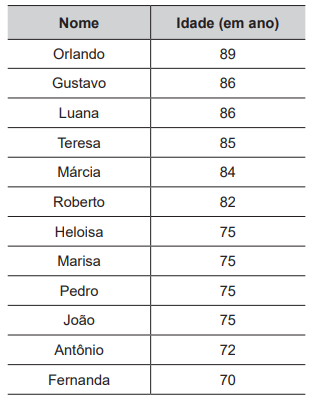 Nome Idade (em ano)
Orlando 89
Gustavo 86
Luana 86
Teresa 85
Márcia 84
Roberto 82
Heloisa 75
Marisa 75
Pedro 75
João 75
Antônio 72
Fernanda 70